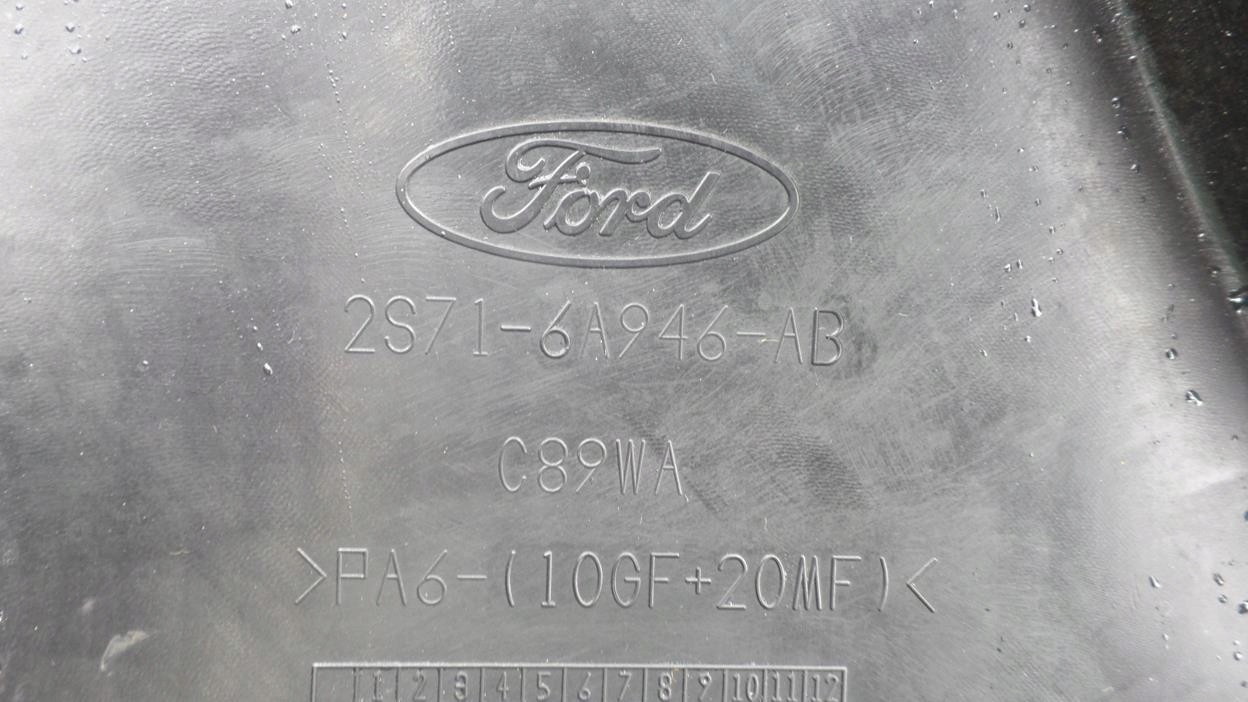 Ford
2S71-6A946-AB
C89WA
>PA6-(10GF+20MF)<
1 2 3 4 5 6 7 8 9 10 11 12